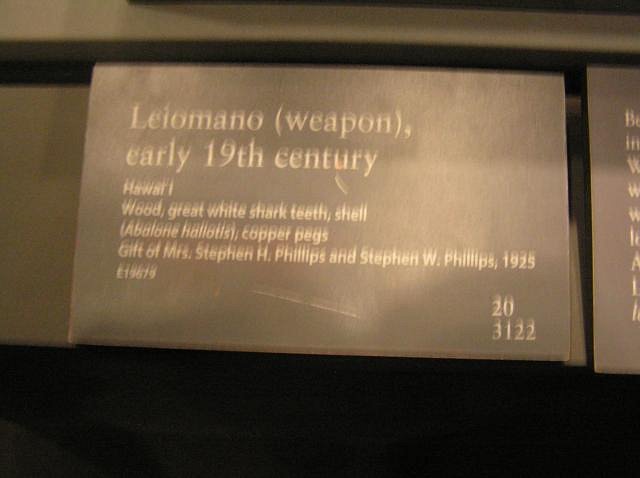 Leiomano (weapon),
early 19th century
Hawai'i
Wood, great white shark teeth, shell
(Abalone haliotis), copper pegs
Gift of Mrs. Stephen H. Phillips and Stephen W. Phillips, 1925
E19679
20
3122